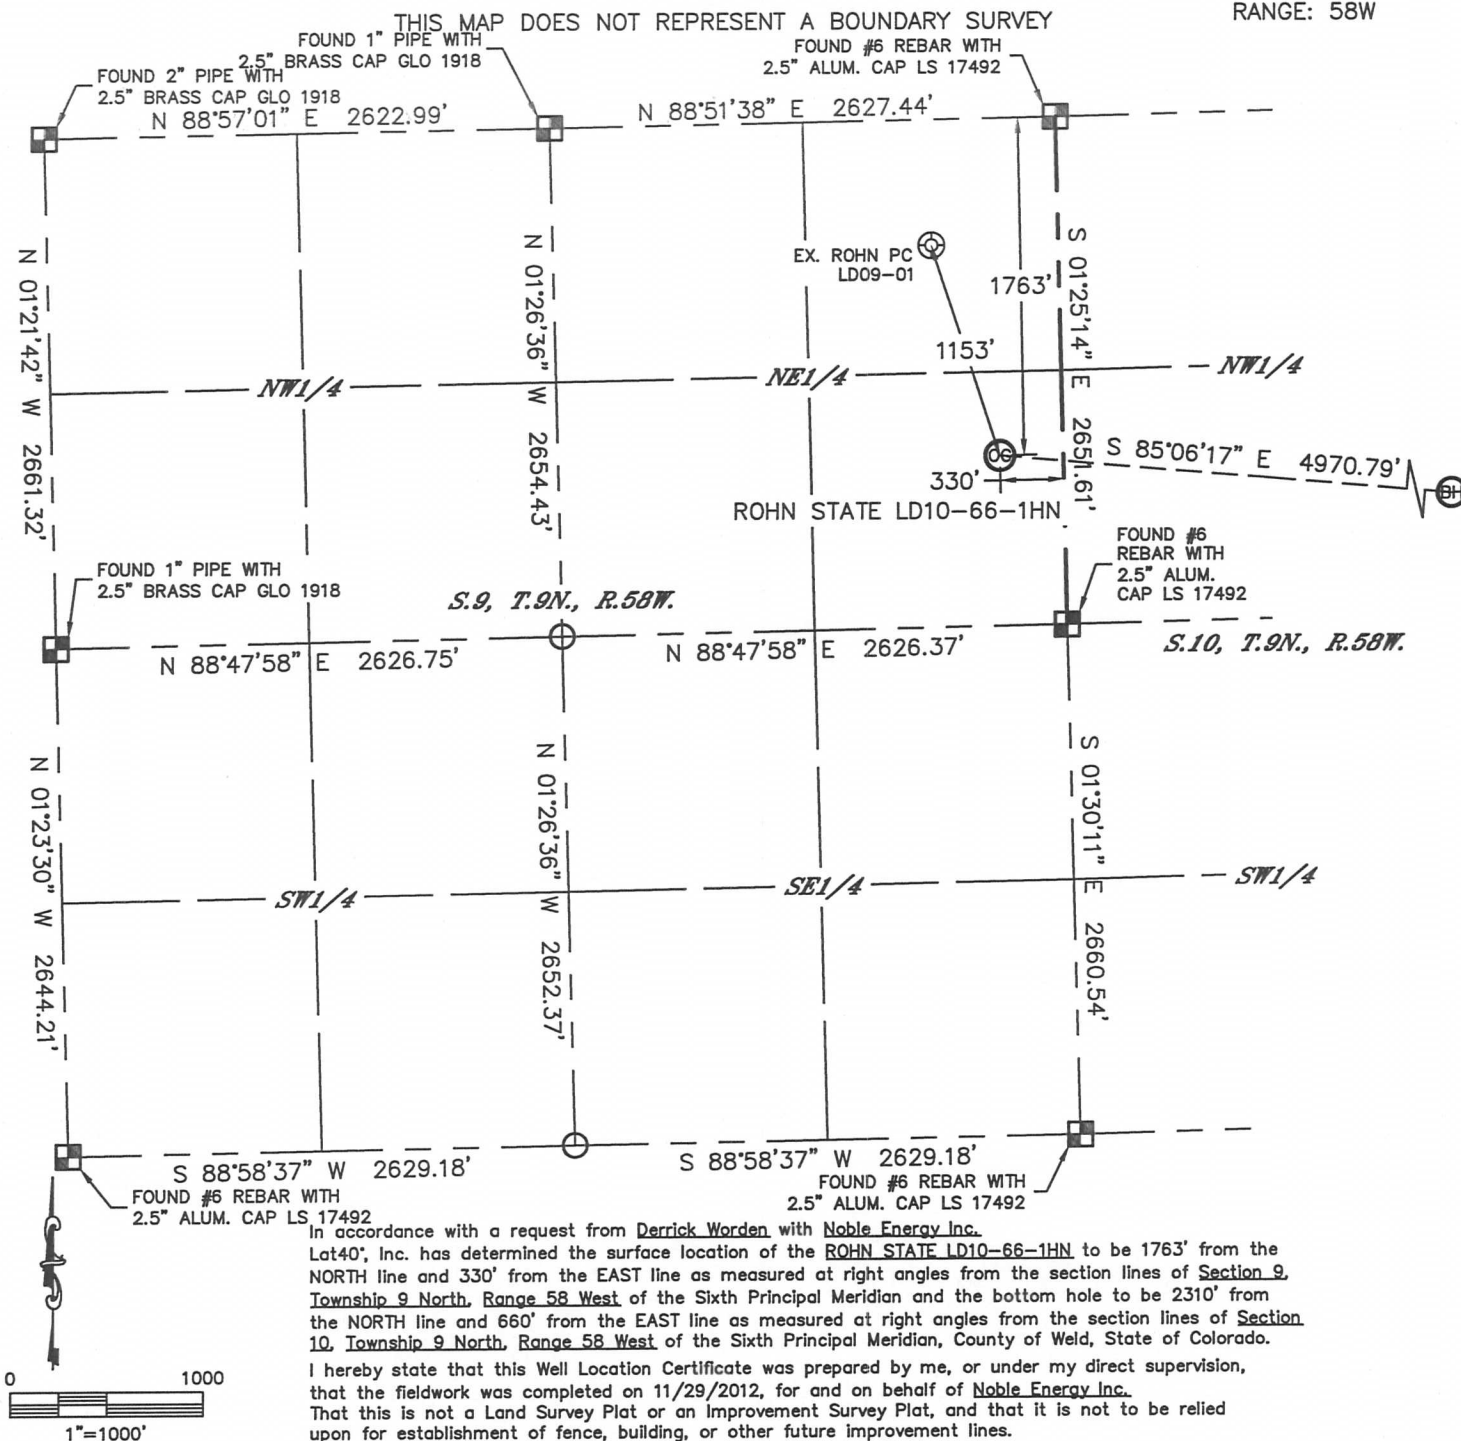 THIS MAP DOES NOT REPRESENT A BOUNDARY SURVEY
RANGE: 58W
FOUND 1" PIPE WITH
2.5" BRASS CAP GLO 1918
FOUND #6 REBAR WITH
2.5" ALUM. CAP LS 17492
FOUND 2" PIPE WITH
2.5" BRASS CAP GLO 1918
N 88°57'01" E 2622.99'
N 88°51'38" E 2627.44'
N 01°21'42" W 2661.32'
N 01°26'36" W 2654.43'
S 01°25'14" E 2651.61'
EX. ROHN PC
LD09-01
1763'
1153'
NW1/4
NE1/4
NW1/4
OG
S 85°06'17" E 4970.79'
BH
330'
ROHN STATE LD10-66-1HN
FOUND #6
REBAR WITH
2.5" ALUM.
CAP LS 17492
FOUND 1" PIPE WITH
2.5" BRASS CAP GLO 1918
S.9, T.9N., R.58W.
N 88°47'58" E 2626.75'
N 88°47'58" E 2626.37'
S.10, T.9N., R.58W.
N 01°23'30" W 2644.21'
N 01°26'36" W 2652.37'
S 01°30'11" E 2660.54'
SW1/4
SE1/4
SW1/4
S 88°58'37" W 2629.18'
S 88°58'37" W 2629.18'
FOUND #6 REBAR WITH
2.5" ALUM. CAP LS 17492
FOUND #6 REBAR WITH
2.5" ALUM. CAP LS 17492
In accordance with a request from Derrick Worden with Noble Energy Inc.
Lat40°, Inc. has determined the surface location of the ROHN STATE LD10-66-1HN to be 1763' from the
NORTH line and 330' from the EAST line as measured at right angles from the section lines of Section 9,
Township 9 North, Range 58 West of the Sixth Principal Meridian and the bottom hole to be 2310' from
the NORTH line and 660' from the EAST line as measured at right angles from the section lines of Section
10, Township 9 North, Range 58 West of the Sixth Principal Meridian, County of Weld, State of Colorado.
I hereby state that this Well Location Certificate was prepared by me, or under my direct supervision,
that the fieldwork was completed on 11/29/2012, for and on behalf of Noble Energy Inc.
That this is not a Land Survey Plat or an Improvement Survey Plat, and that it is not to be relied
upon for establishment of fence, building, or other future improvement lines.
0 1000
1"=1000'